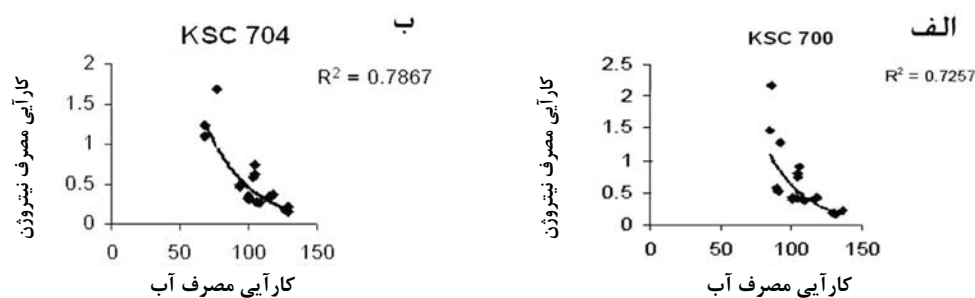 الف
KSC 700
R² = 0.7257
کارآیی مصرف نیتروژن
2.5
2
1.5
1
0.5
0
0 50 100 150
کارآیی مصرف آب
ب
KSC 704
R² = 0.7867
کارآیی مصرف نیتروژن
2
1.5
1
0.5
0
0 50 100 150
کارآیی مصرف آب